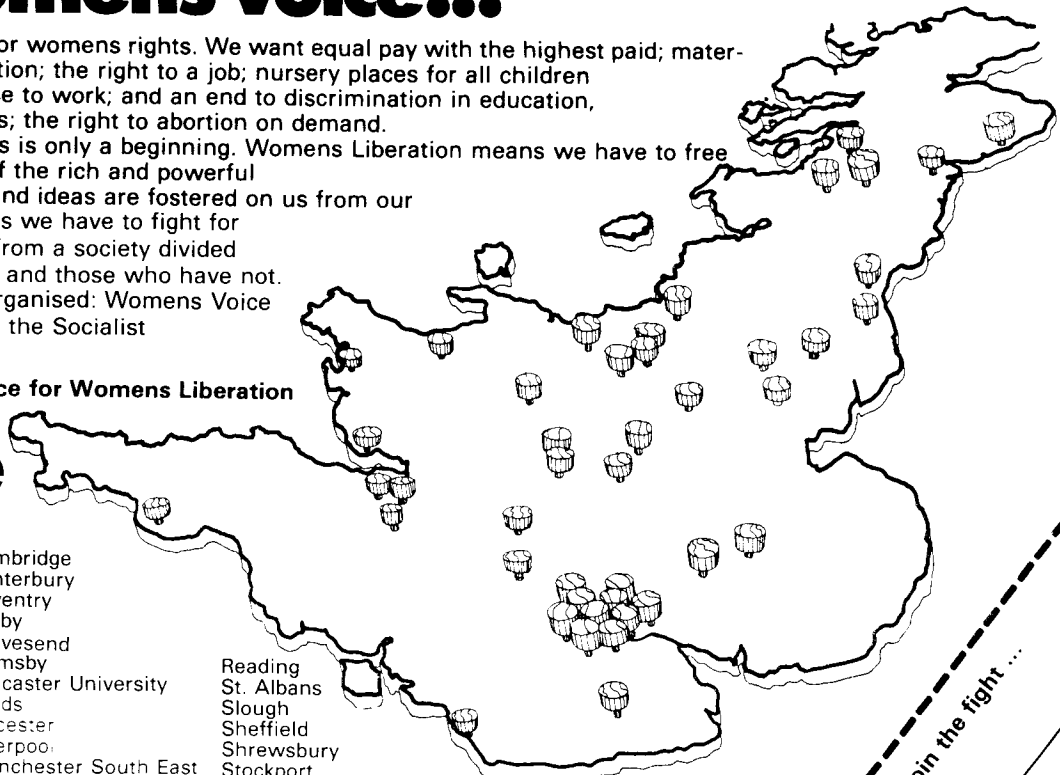 omens voice...
or womens rights. We want equal pay with the highest paid; mater-
tion; the right to a job; nursery places for all children
e to work; and an end to discrimination in education,
s; the right to abortion on demand.
s is only a beginning. Womens Liberation means we have to free
f the rich and powerful
nd ideas are fostered on us from our
s we have to fight for
rom a society divided
and those who have not.
rganised: Womens Voice
the Socialist
ce for Womens Liberation
e
mbridge
nterbury
ventry
by
vesend
msby
caster University
ds
cester
erpool
nchester South East
Reading
St. Albans
Slough
Sheffield
Shrewsbury
Stockport
oin the fight ...